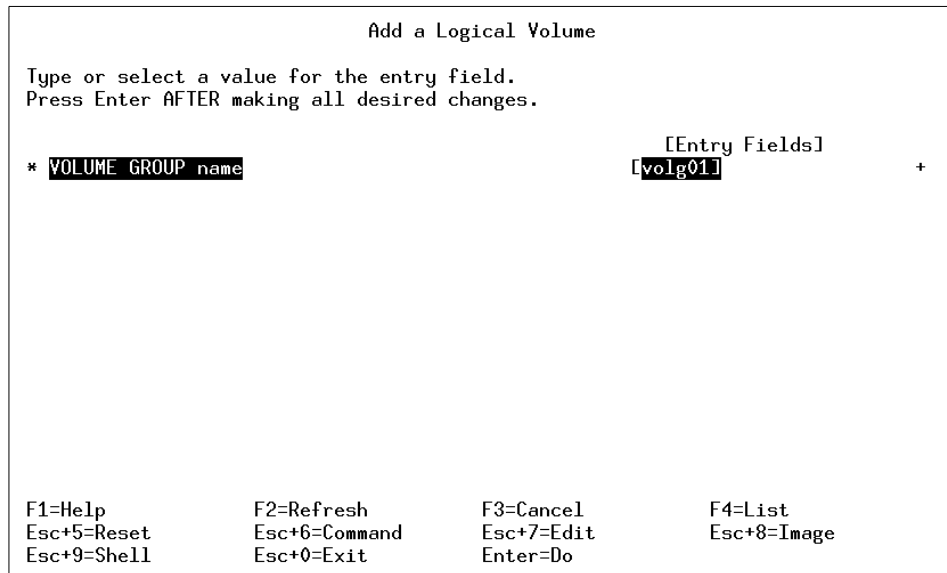 Add a Logical Volume
Type or select a value for the entry field.
Press Enter AFTER making all desired changes.
[Entry Fields]
* VOLUME GROUP name [volg01] +
F1=Help F2=Refresh F3=Cancel F4=List
Esc+5=Reset Esc+6=Command Esc+7=Edit Esc+8=Image
Esc+9=Shell Esc+0=Exit Enter=Do